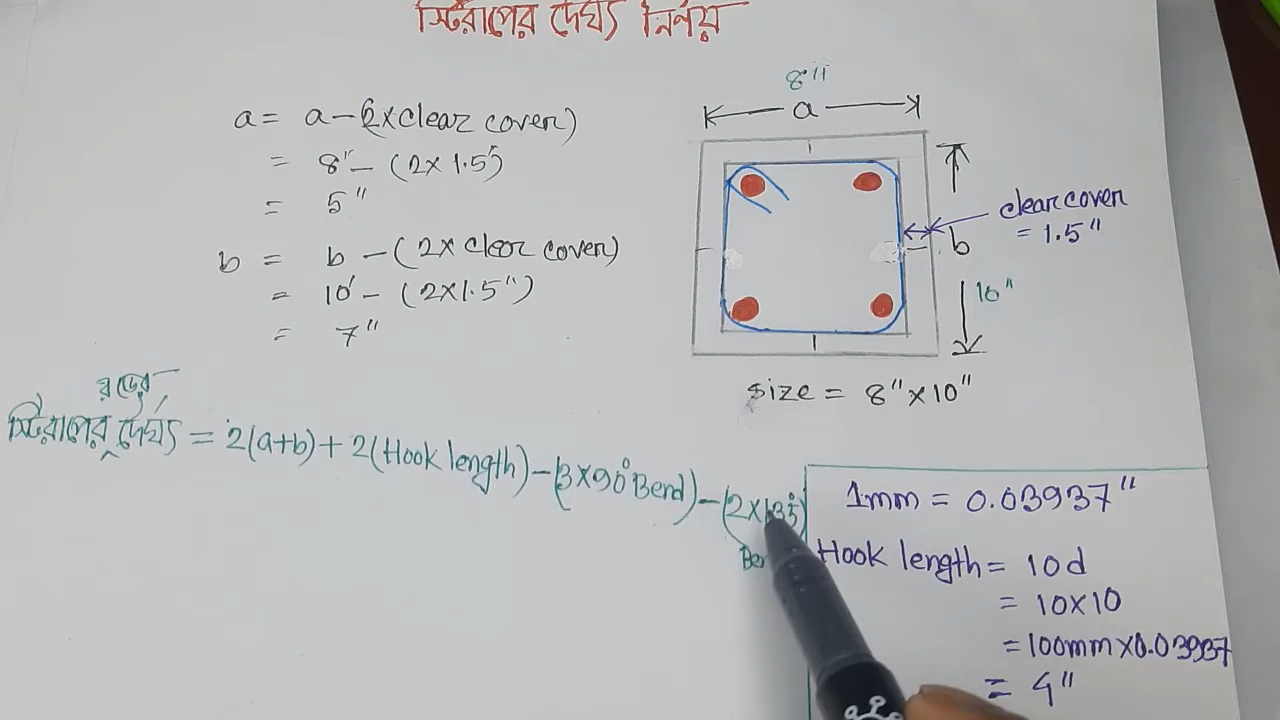 স্টিরাপের দৈর্ঘ্য নির্ণয়
a = a - (2 x clear cover)
= 8" - (2 x 1.5")
= 5"
b = b - (2 x clear cover)
= 10' - (2 x 1.5")
= 7"
8"
a
clear cover
= 1.5"
b
10"
size = 8" x 10"
রডের
স্টিরাপের দৈর্ঘ্য = 2(a+b) + 2(Hook length) - (3 x 90° Bend) - (2 x 135°)
1mm = 0.03937"
Hook length = 10d
= 10 x 10
= 100mm x 0.03937
= 4"